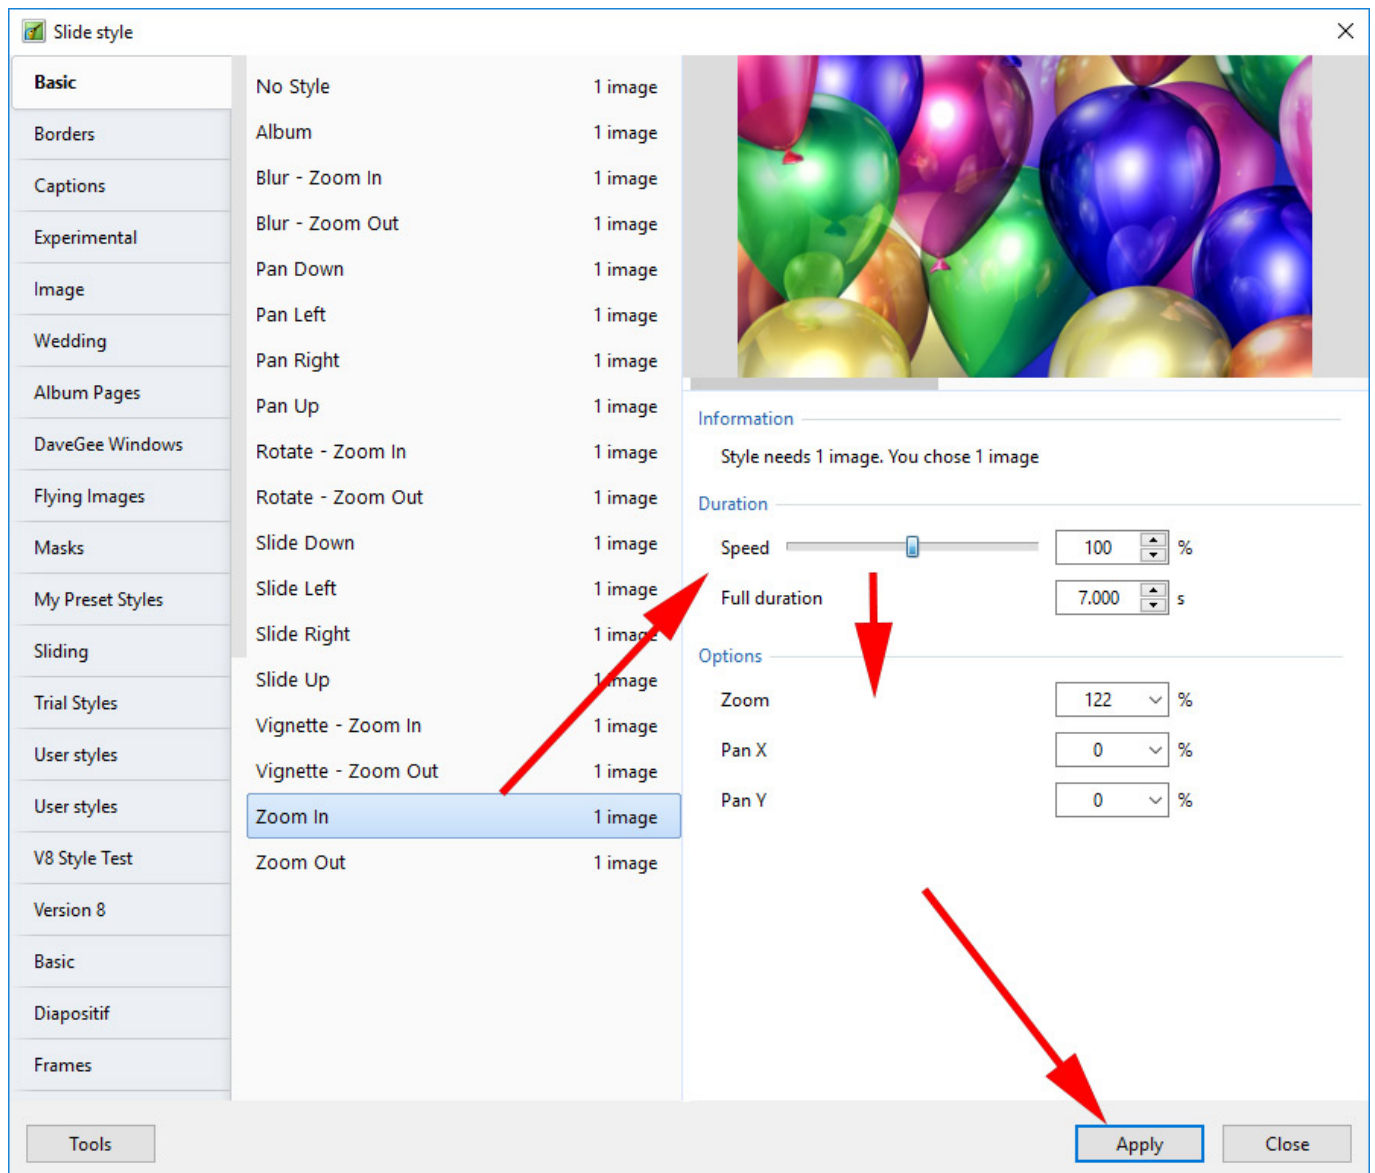 Slide style
Basic
Borders
Captions
Experimental
Image
Wedding
Album Pages
DaveGee Windows
Flying Images
Masks
My Preset Styles
Sliding
Trial Styles
User styles
User styles
V8 Style Test
Version 8
Basic
Diapositif
Frames
No Style 1 image
Album 1 image
Blur - Zoom In 1 image
Blur - Zoom Out 1 image
Pan Down 1 image
Pan Left 1 image
Pan Right 1 image
Pan Up 1 image
Rotate - Zoom In 1 image
Rotate - Zoom Out 1 image
Slide Down 1 image
Slide Left 1 image
Slide Right 1 image
Slide Up 1 image
Vignette - Zoom In 1 image
Vignette - Zoom Out 1 image
Zoom In 1 image
Zoom Out 1 image
Information
Style needs 1 image. You chose 1 image
Duration
Speed 100 %
Full duration 7.000 s
Options
Zoom 122 %
Pan X 0 %
Pan Y 0 %
Tools
Apply
Close